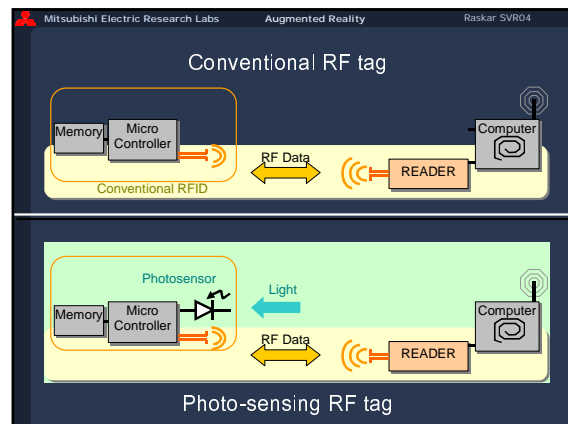 Mitsubishi Electric Research Labs Augmented Reality Raskar SVR04
Conventional RF tag
Memory
Micro
Controller
Computer
RF Data
READER
Conventional RFID
Photosensor
Light
Memory
Micro
Controller
Computer
RF Data
READER
Photo-sensing RF tag